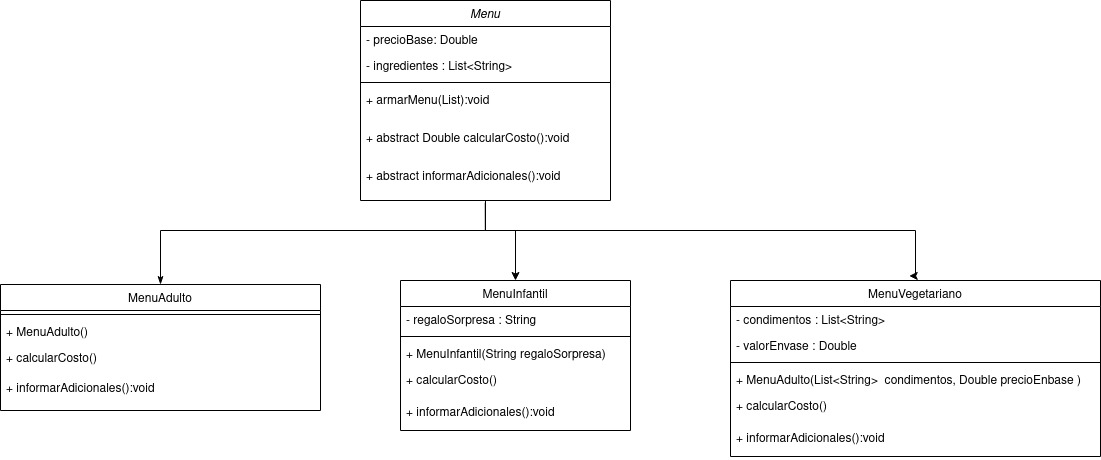 Menu
- precioBase: Double
- ingredientes : List<String>
+ armarMenu(List):void
+ abstract Double calcularCosto():void
+ abstract informarAdicionales():void
MenuAdulto
+ MenuAdulto()
+ calcularCosto()
+ informarAdicionales():void
MenuInfantil
- regaloSorpresa : String
+ MenuInfantil(String regaloSorpresa)
+ calcularCosto()
+ informarAdicionales():void
MenuVegetariano
- condimentos : List<String>
- valorEnvase : Double
+ MenuAdulto(List<String>  condimentos, Double precioEnbase )
+ calcularCosto()
+ informarAdicionales():void